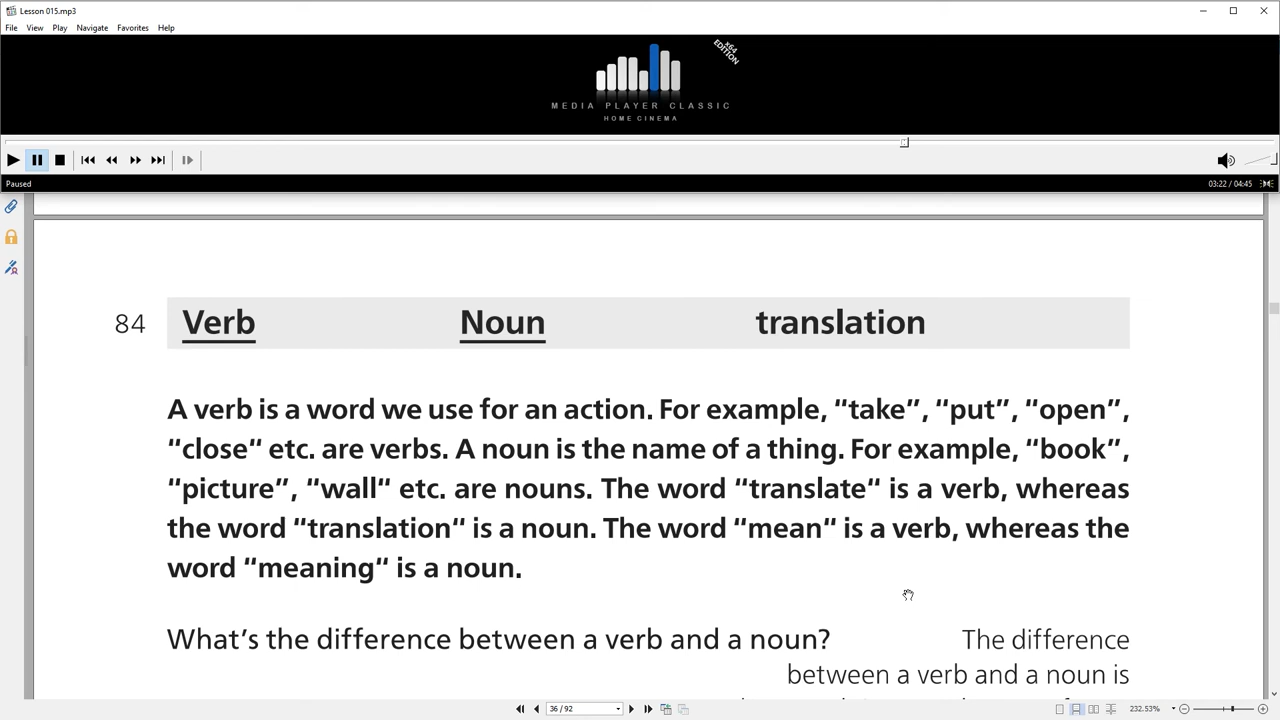 Lesson 015.mp3
File View Play Navigate Favorites Help
x64
EDITION
MEDIA PLAYER CLASSIC
HOME CINEMA
Paused
03:22 / 04:45
84 Verb Noun translation
A verb is a word we use for an action. For example, “take”, “put”, “open”,
“close“ etc. are verbs. A noun is the name of a thing. For example, “book”,
“picture”, “wall“ etc. are nouns. The word “translate“ is a verb, whereas
the word “translation“ is a noun. The word “mean“ is a verb, whereas the
word “meaning“ is a noun.
What’s the difference between a verb and a noun? The difference
between a verb and a noun is
36 / 92
232.53%